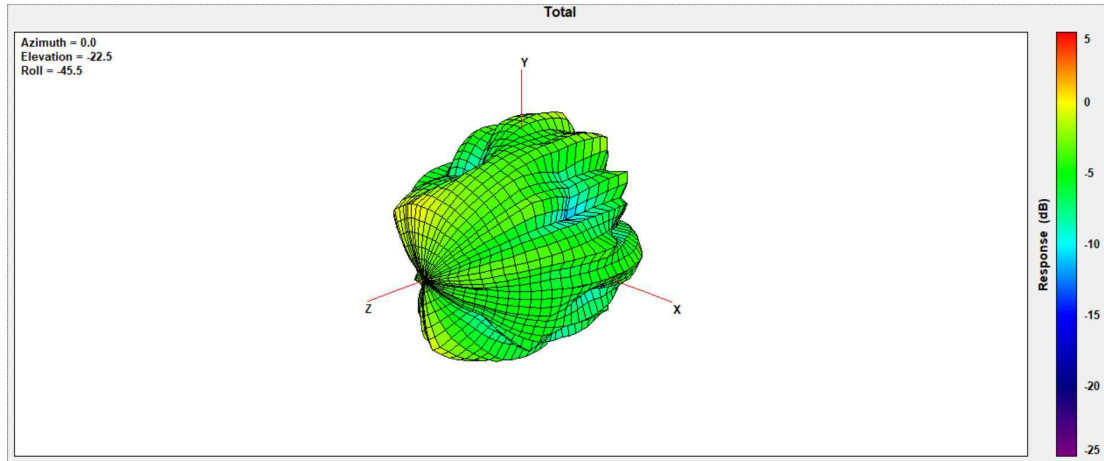 Total
Azimuth = 0.0
Elevation = -22.5
Roll = -45.5
Y
Z
X
5
0
-5
-10
-15
-20
-25
Response (dB)